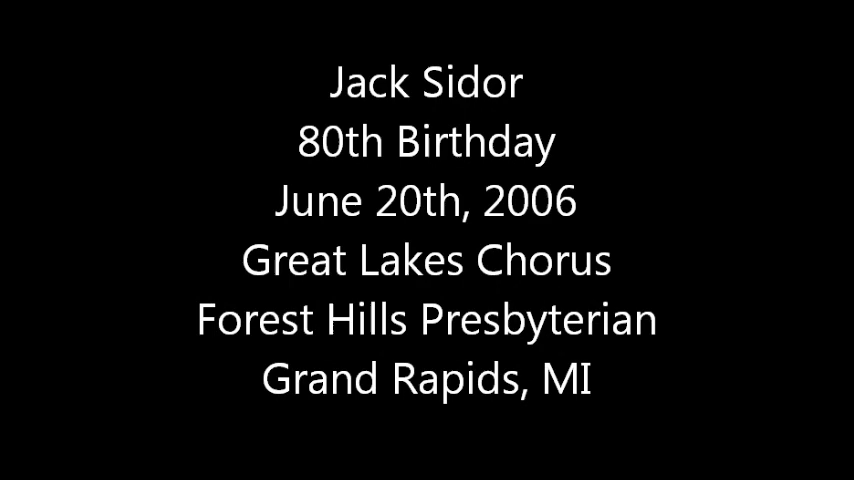 Jack Sidor
80th Birthday
June 20th, 2006
Great Lakes Chorus
Forest Hills Presbyterian
Grand Rapids, MI